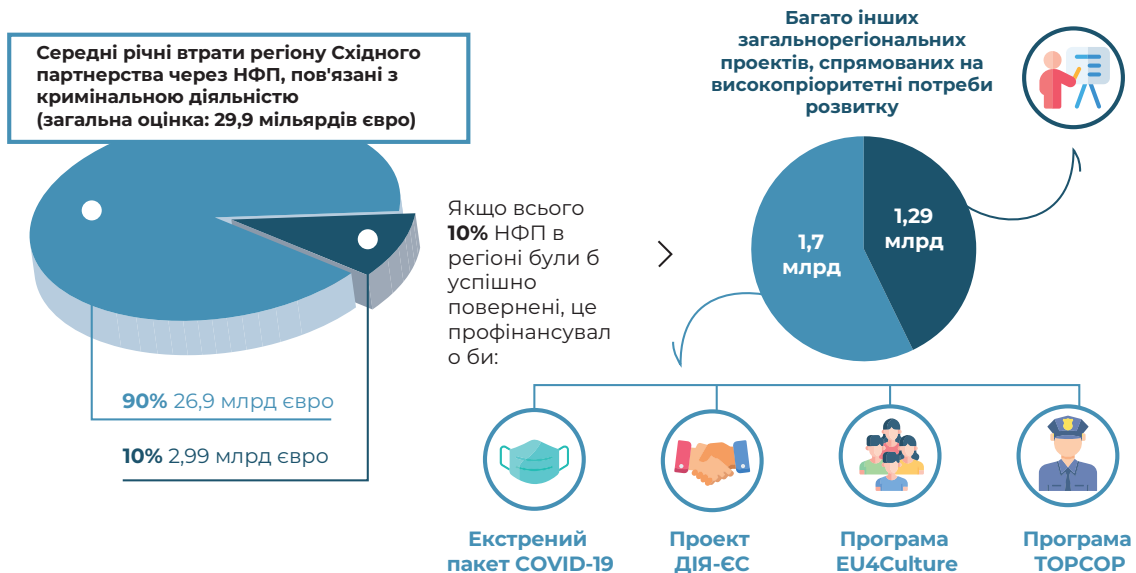 Середні річні втрати регіону Східного
партнерства через НФП, пов'язані з
кримінальною діяльністю
(загальна оцінка: 29,9 мільярдів євро)
90% 26,9 млрд євро
10% 2,99 млрд євро
Якщо всього
10% НФП в
регіоні були б
успішно
повернені, це
профінансувал
о би:
Багато інших
загальнорегіональних
проектів, спрямованих на
високопріоритетні потреби
розвитку
1,7
млрд
1,29
млрд
Екстрений
пакет COVID-19
Проект
ДІЯ-ЄС
Програма
EU4Culture
Програма
TOPCOP